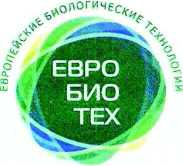 ЕВРОПЕЙСКИЕ БИОЛОГИЧЕСКИЕ ТЕХНОЛОГИИ
ЕВРО
БИО
ТЕХ